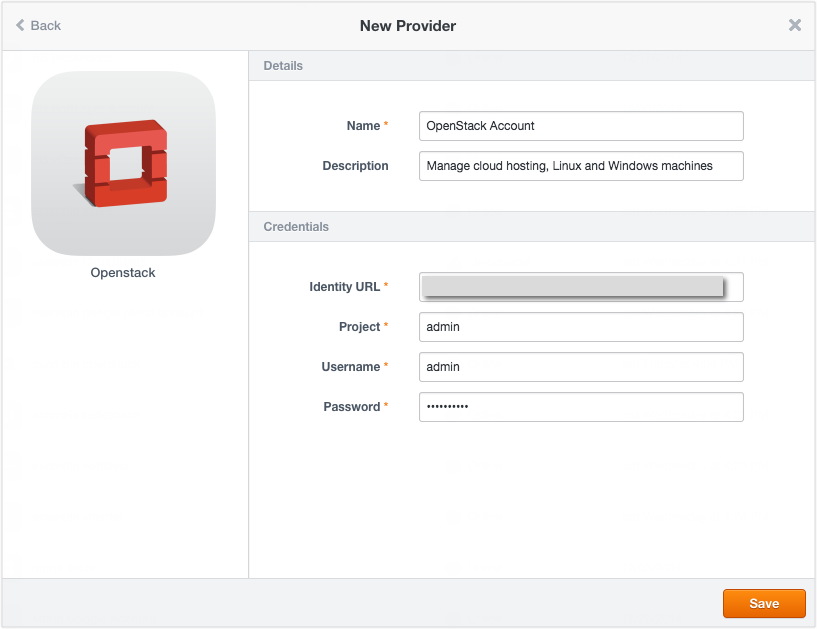 Back
New Provider
Details
Name *
OpenStack Account
Description
Manage cloud hosting, Linux and Windows machines
Credentials
Identity URL *
Project *
admin
Username *
admin
Password *
••••••••••
Openstack
Save